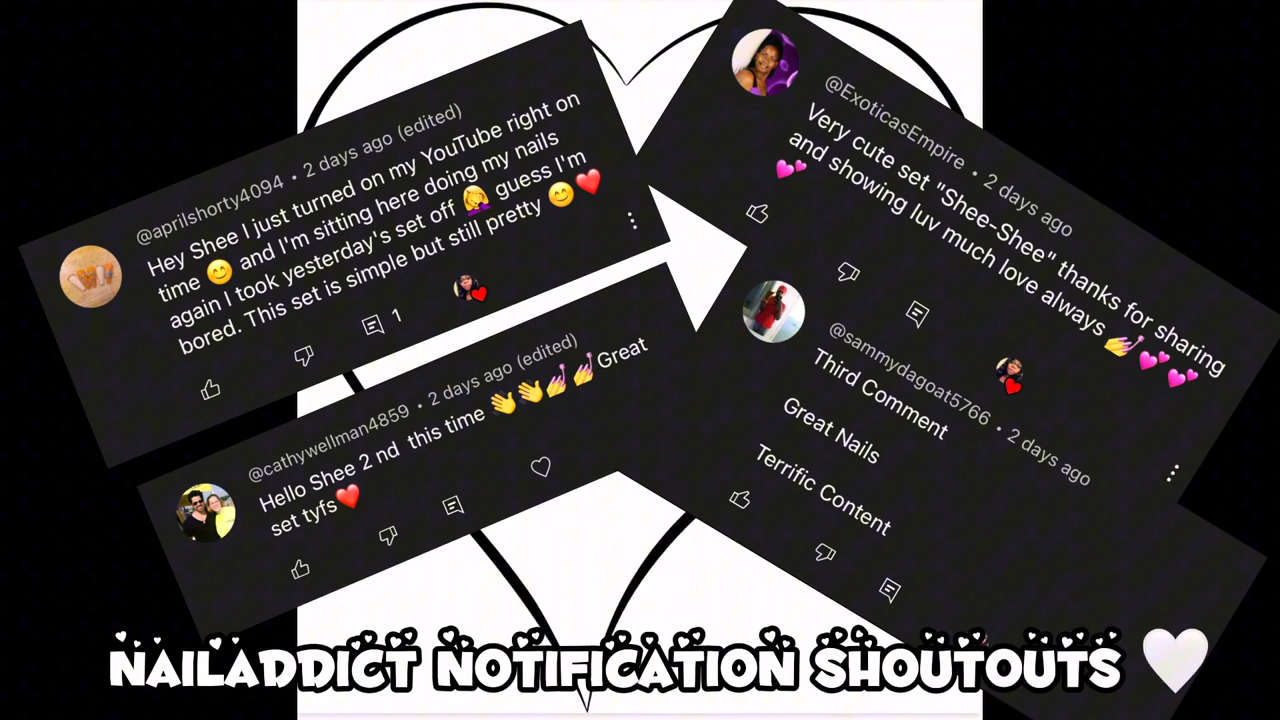 @aprilshorty4094 • 2 days ago (edited)
Hey Shee I just turned on my YouTube right on
time 😊 and I'm sitting here doing my nails
again I took yesterday's set off 🤦‍♀️ guess I'm
bored. This set is simple but still pretty 😊❤️
1
@cathywellman4859 • 2 days ago (edited)
Hello Shee 2 nd this time 👋👋💅💅Great
set tyfs❤️
@ExoticasEmpire • 2 days ago
Very cute set "Shee-Shee" thanks for sharing
and showing luv much love always 💅💕💕
💕
@sammydagoat5766 • 2 days ago
Third Comment
Great Nails
Terrific Content
NAILADDICT NOTIFICATION SHOUTOUTS 🤍